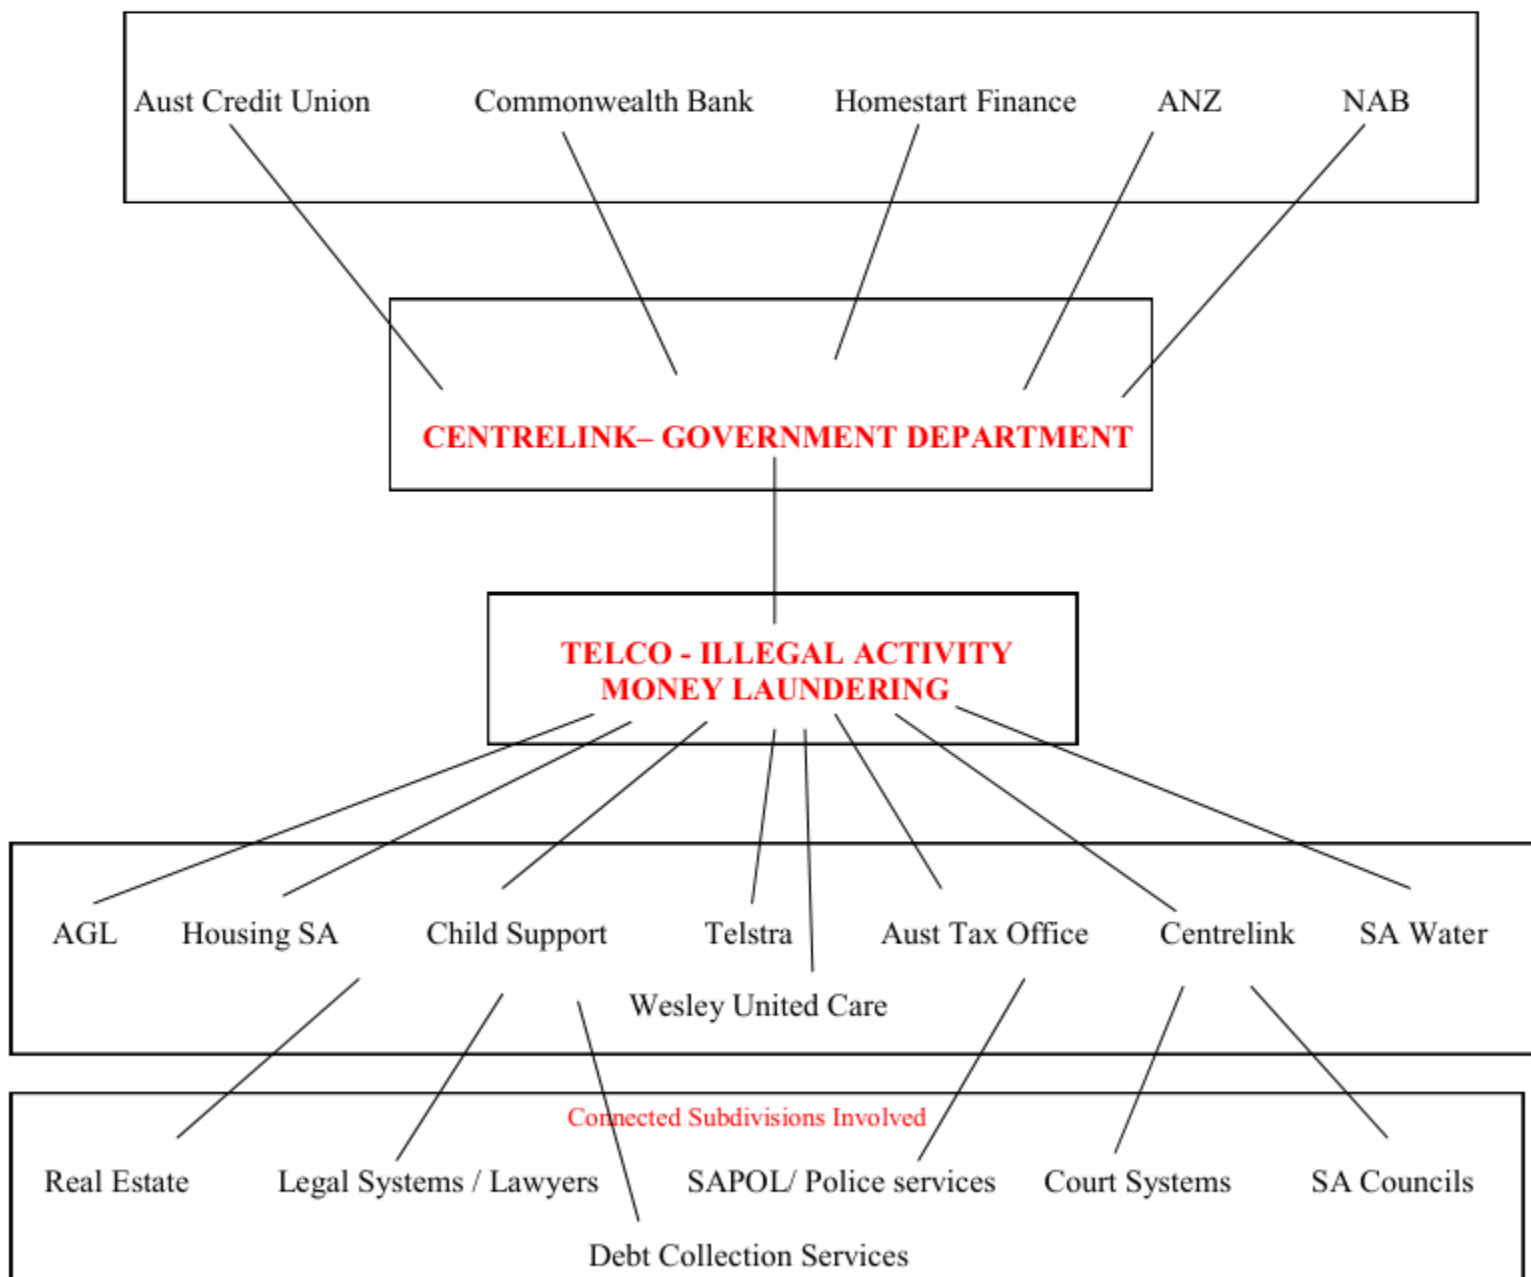 Aust Credit Union Commonwealth Bank Homestart Finance ANZ NAB
CENTRELINK– GOVERNMENT DEPARTMENT
TELCO - ILLEGAL ACTIVITY
MONEY LAUNDERING
AGL Housing SA Child Support Telstra Aust Tax Office Centrelink SA Water
Wesley United Care
Connected Subdivisions Involved
Real Estate Legal Systems / Lawyers SAPOL/ Police services Court Systems SA Councils
Debt Collection Services